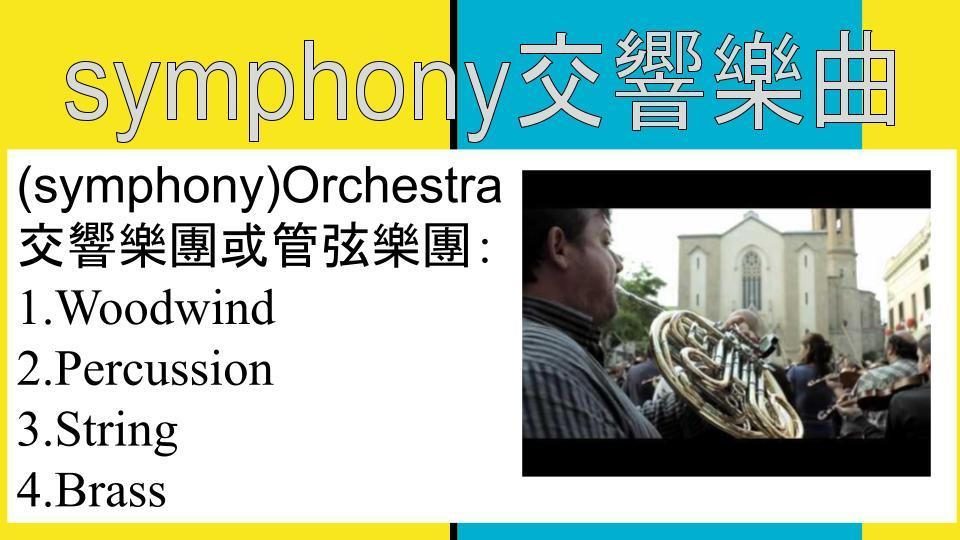 symphony交響樂曲
(symphony)Orchestra
交響樂團或管弦樂團:
1.Woodwind
2.Percussion
3.String
4.Brass